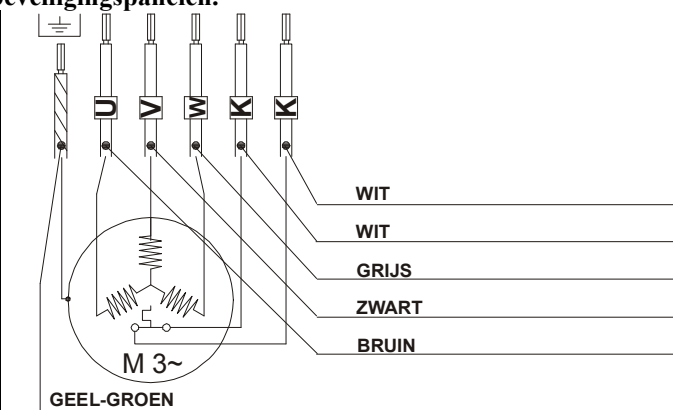 beveiligingspanelen.
U V W K K
WIT
WIT
GRIJS
ZWART
BRUIN
M 3~
GEEL-GROEN